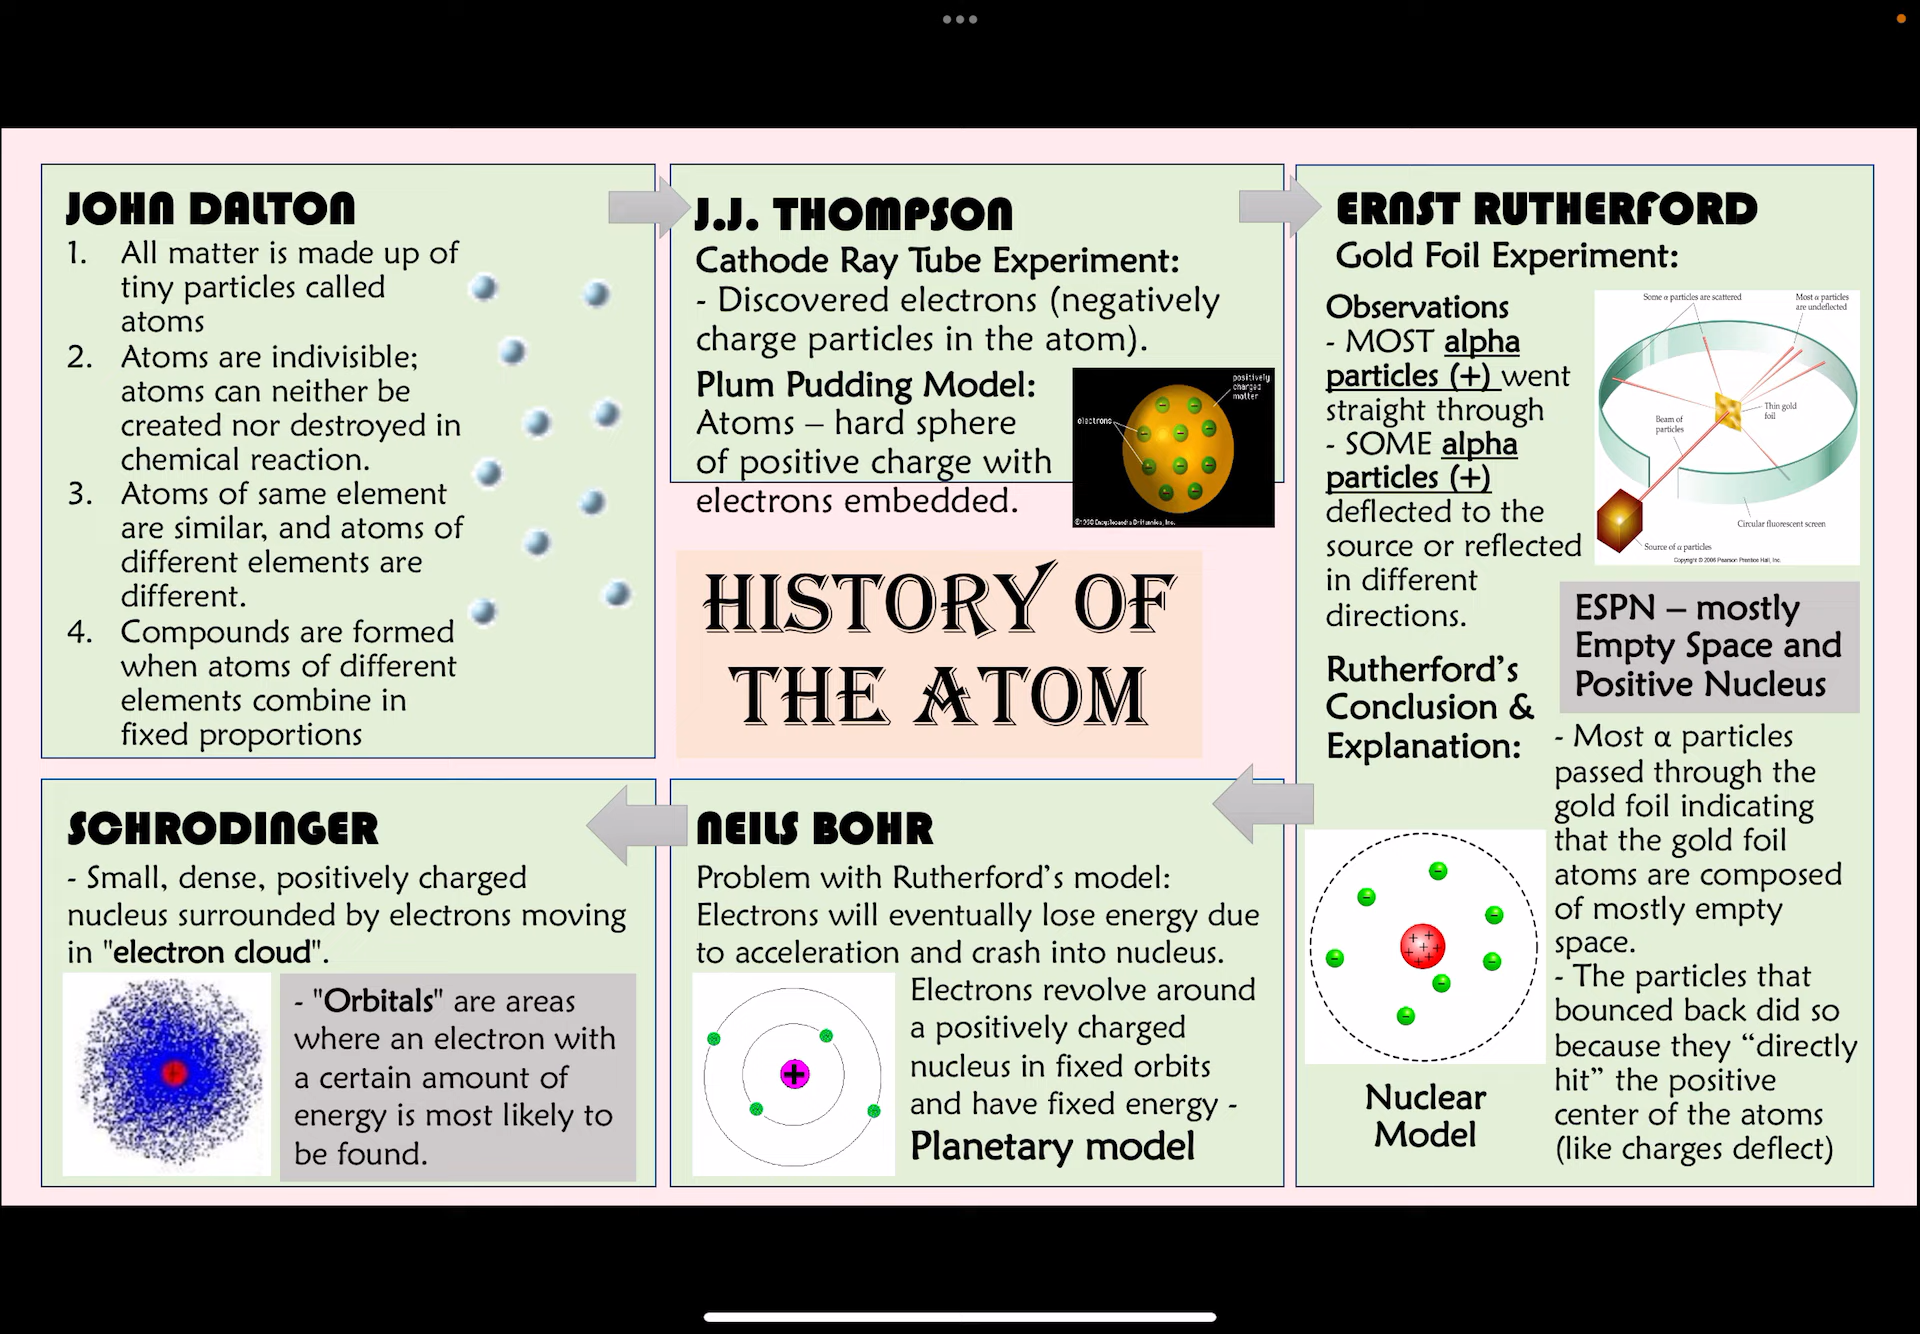 JOHN DALTON
1. All matter is made up of
tiny particles called
atoms
2. Atoms are indivisible;
atoms can neither be
created nor destroyed in
chemical reaction.
3. Atoms of same element
are similar, and atoms of
different elements are
different.
4. Compounds are formed
when atoms of different
elements combine in
fixed proportions
J.J. THOMPSON
Cathode Ray Tube Experiment:
- Discovered electrons (negatively
charge particles in the atom).
Plum Pudding Model:
Atoms – hard sphere
of positive charge with
electrons embedded.
positively
charged
matter
electrons
©1998 Encyclopaedia Britannica, Inc.
ERNST RUTHERFORD
Gold Foil Experiment:
Observations
- MOST alpha
particles (+) went
straight through
- SOME alpha
particles (+)
deflected to the
source or reflected
in different
directions.
Some α particles are scattered
Most α particles
are undeflected
Thin gold
foil
Beam of
particles
Circular fluorescent screen
Source of α particles
Copyright © 2006 Pearson Prentice Hall, Inc.
ESPN – mostly
Empty Space and
Positive Nucleus
Rutherford's
Conclusion &
Explanation:
- Most α particles
passed through the
gold foil indicating
that the gold foil
atoms are composed
of mostly empty
space.
- The particles that
bounced back did so
because they “directly
hit” the positive
center of the atoms
(like charges deflect)
Nuclear
Model
HISTORY OF
THE ATOM
NEILS BOHR
Problem with Rutherford's model:
Electrons will eventually lose energy due
to acceleration and crash into nucleus.
Electrons revolve around
a positively charged
nucleus in fixed orbits
and have fixed energy -
Planetary model
SCHRODINGER
- Small, dense, positively charged
nucleus surrounded by electrons moving
in "electron cloud".
- "Orbitals" are areas
where an electron with
a certain amount of
energy is most likely to
be found.